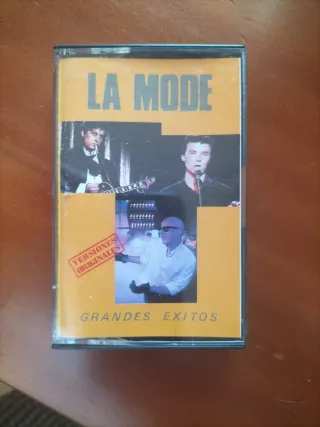 LA MODE
VERSIONES
ORIGINALES
GRANDES EXITOS